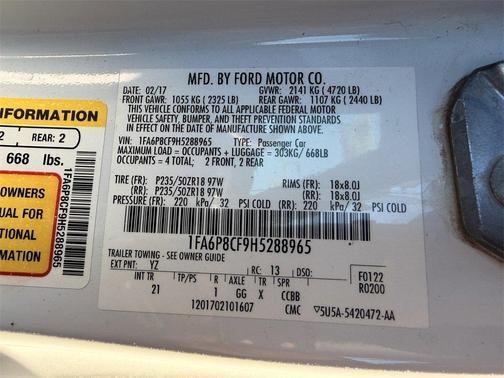 MFD. BY FORD MOTOR CO.
DATE: 02/17 GVWR: 2141 KG ( 4720 LB)
FRONT GAWR: 1055 KG ( 2325 LB) REAR GAWR: 1107 KG ( 2440 LB)
THIS VEHICLE CONFORMS TO ALL APPLICABLE FEDERAL MOTOR
VEHICLE SAFETY, BUMPER, AND THEFT PREVENTION STANDARDS
IN EFFECT ON THE DATE OF MANUFACTURE SHOWN ABOVE.
VIN: 1FA6P8CF9H5288965 TYPE: Passenger Car
MAXIMUM LOAD = OCCUPANTS + LUGGAGE = 303KG/ 668LB
OCCUPANTS = 4 TOTAL 2 FRONT, 2 REAR
TIRE (FR): P235/50ZR18 97W RIMS (FR): 18x8.0J
(RR): P235/50ZR18 97W (RR): 18x8.0J
PRESSURE (FR): 220 kPa/ 32 PSI COLD (RR): 220 kPa/ 32 PSI COLD
1FA6P8CF9H5288965
TRAILER TOWING - SEE OWNER GUIDE
EXT PNT: YZ RC: 13 F0122
INT TR TP/PS R AXLE TR SPR R0200
21 1 GG X CCBB
1201702101607 CMC 5U5A-5420472-AA
NFORMATION
2 REAR: 2
668 lbs.
OWNERS
AL FOR
ONAL
ATION
1FA6P8CF9H5288965